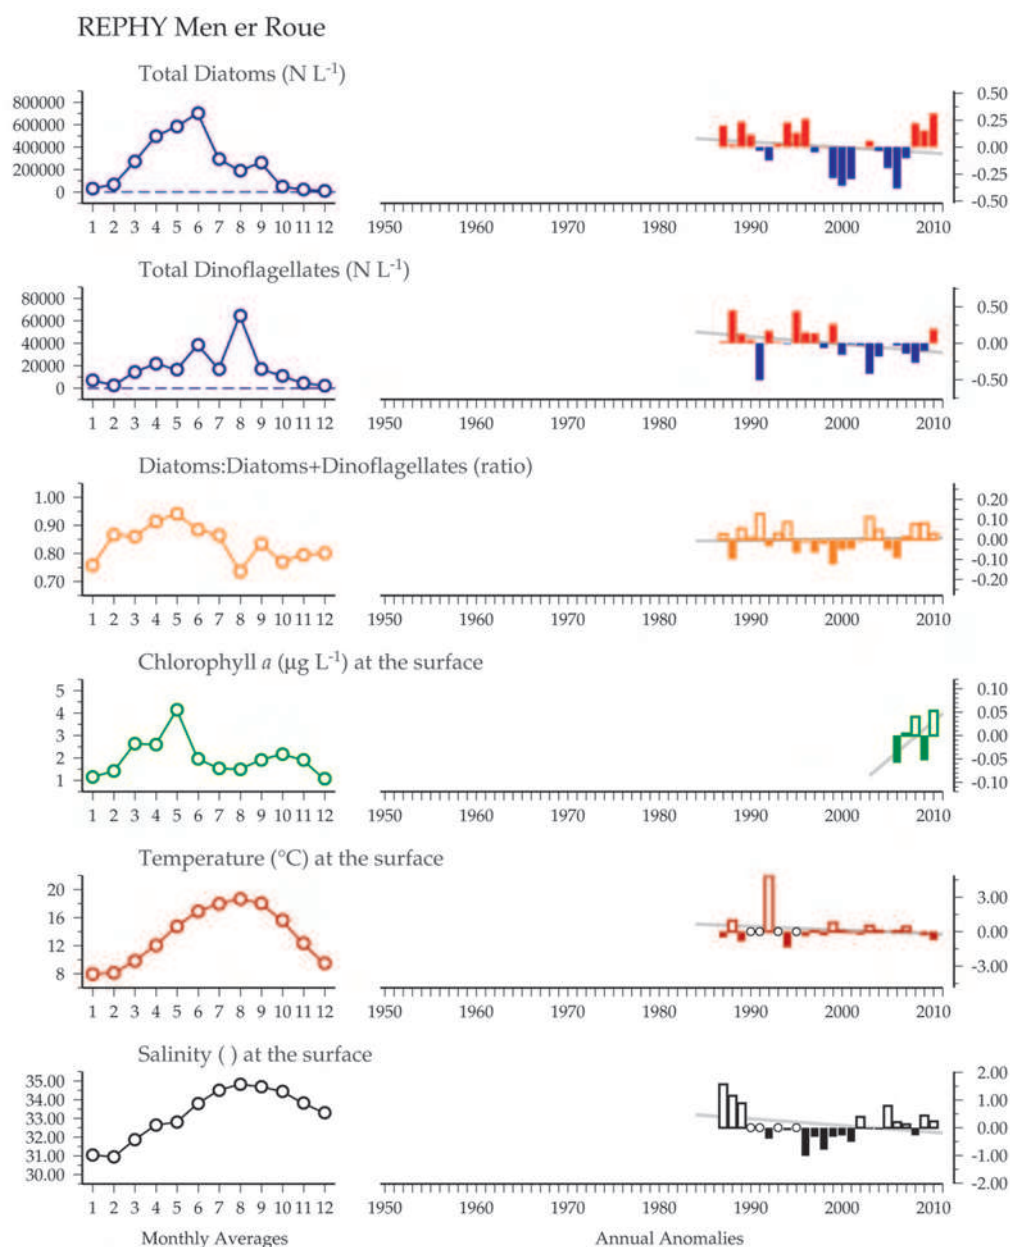 REPHY Men er Roue
Total Diatoms (N L-1)
800000
600000
400000
200000
0
0.50
0.25
0.00
-0.25
-0.50
1 2 3 4 5 6 7 8 9 10 11 12
1950 1960 1970 1980 1990 2000 2010
Total Dinoflagellates (N L-1)
80000
60000
40000
20000
0
0.50
0.00
-0.50
1 2 3 4 5 6 7 8 9 10 11 12
1950 1960 1970 1980 1990 2000 2010
Diatoms:Diatoms+Dinoflagellates (ratio)
1.00
0.90
0.80
0.70
0.20
0.10
0.00
-0.10
-0.20
1 2 3 4 5 6 7 8 9 10 11 12
1950 1960 1970 1980 1990 2000 2010
Chlorophyll a (µg L-1) at the surface
5
4
3
2
1
0.10
0.05
0.00
-0.05
-0.10
1 2 3 4 5 6 7 8 9 10 11 12
1950 1960 1970 1980 1990 2000 2010
Temperature (°C) at the surface
20
16
12
8
3.00
0.00
-3.00
1 2 3 4 5 6 7 8 9 10 11 12
1950 1960 1970 1980 1990 2000 2010
Salinity ( ) at the surface
35.00
34.00
33.00
32.00
31.00
30.00
2.00
1.00
0.00
-1.00
-2.00
1 2 3 4 5 6 7 8 9 10 11 12
1950 1960 1970 1980 1990 2000 2010
Monthly Averages
Annual Anomalies